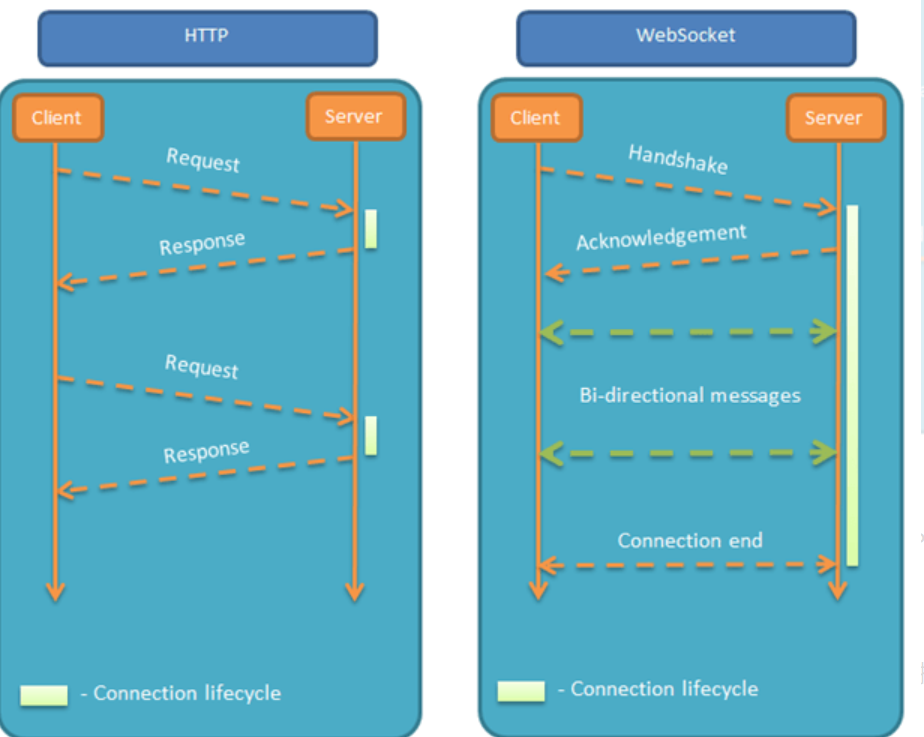 HTTP
Client
Server
Request
Response
Request
Response
- Connection lifecycle
WebSocket
Client
Server
Handshake
Acknowledgement
Bi-directional messages
Connection end
- Connection lifecycle